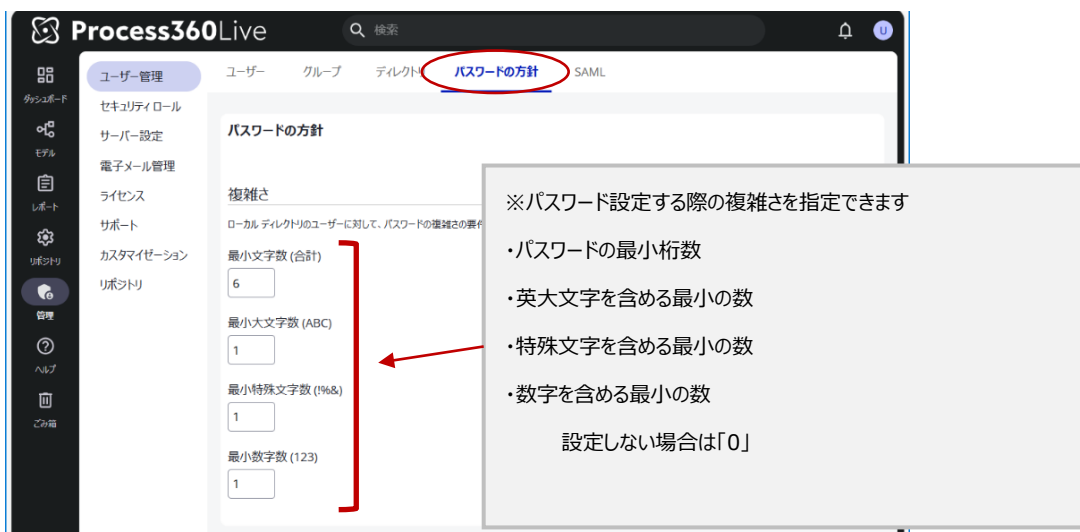 Process360Live
検索
U
ダッシュボード
モデル
レポート
リポジトリ
管理
ヘルプ
ごみ箱
ユーザー管理
セキュリティ ロール
サーバー設定
電子メール管理
ライセンス
サポート
カスタマイゼーション
リポジトリ
ユーザー グループ ディレクトリ パスワードの方針 SAML
パスワードの方針
複雑さ
ローカル ディレクトリのユーザーに対して、パスワードの複雑さの要件
最小文字数 (合計)
6
最小大文字数 (ABC)
1
最小特殊文字数 (!%&)
1
最小数字数 (123)
1
※パスワード設定する際の複雑さを指定できます
・パスワードの最小桁数
・英大文字を含める最小の数
・特殊文字を含める最小の数
・数字を含める最小の数
設定しない場合は「0」